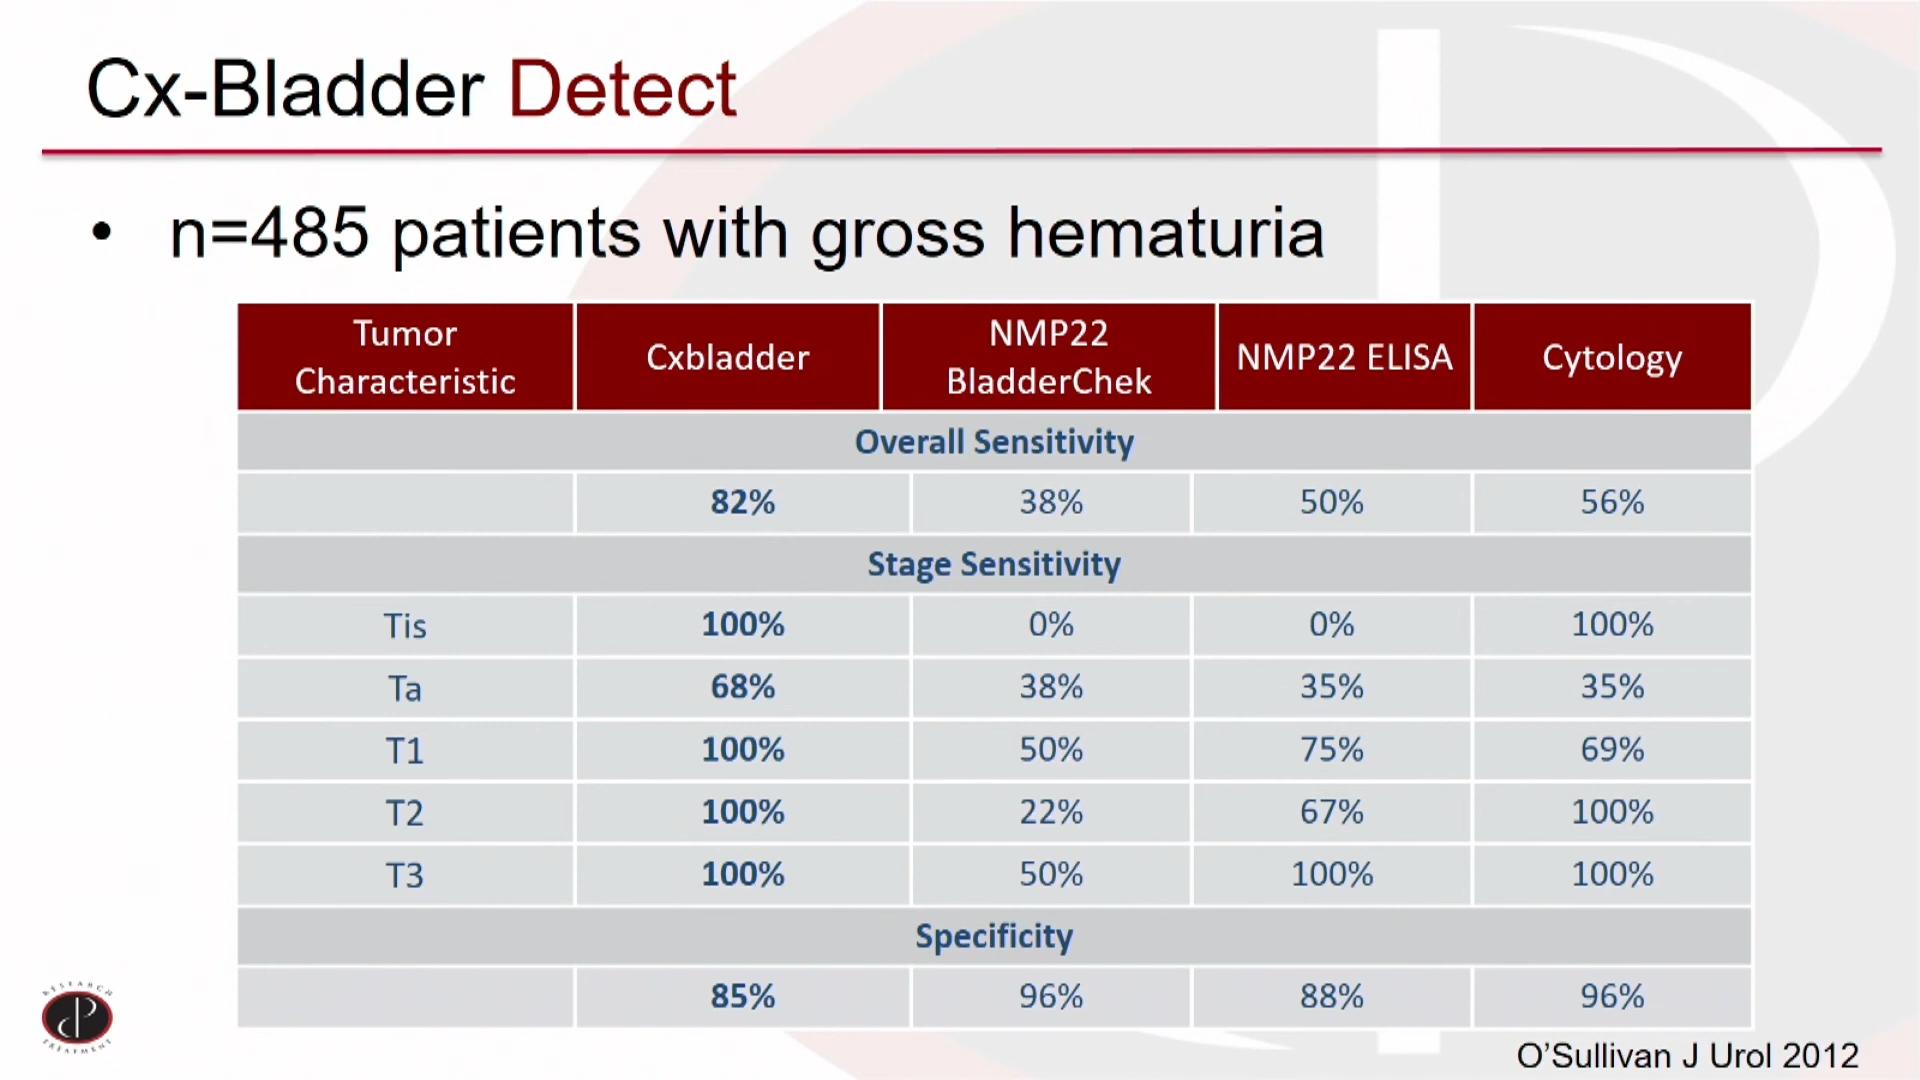 Cx-Bladder Detect
• n=485 patients with gross hematuria
Tumor Characteristic Cxbladder NMP22 BladderChek NMP22 ELISA Cytology
Overall Sensitivity
82% 38% 50% 56%
Stage Sensitivity
Tis 100% 0% 0% 100%
Ta 68% 38% 35% 35%
T1 100% 50% 75% 69%
T2 100% 22% 67% 100%
T3 100% 50% 100% 100%
Specificity
85% 96% 88% 96%
RESEARCH
TREATMENT
O’Sullivan J Urol 2012